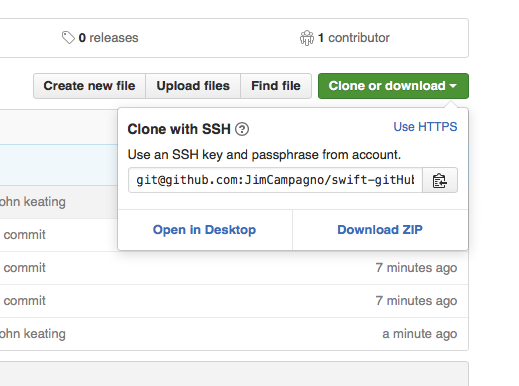 0 releases
1 contributor
Create new file
Upload files
Find file
Clone or download
Clone with SSH
Use HTTPS
Use an SSH key and passphrase from account.
git@github.com:JimCampagno/swift-gitHub
Open in Desktop
Download ZIP
ohn keating
commit
commit
7 minutes ago
commit
7 minutes ago
ohn keating
a minute ago